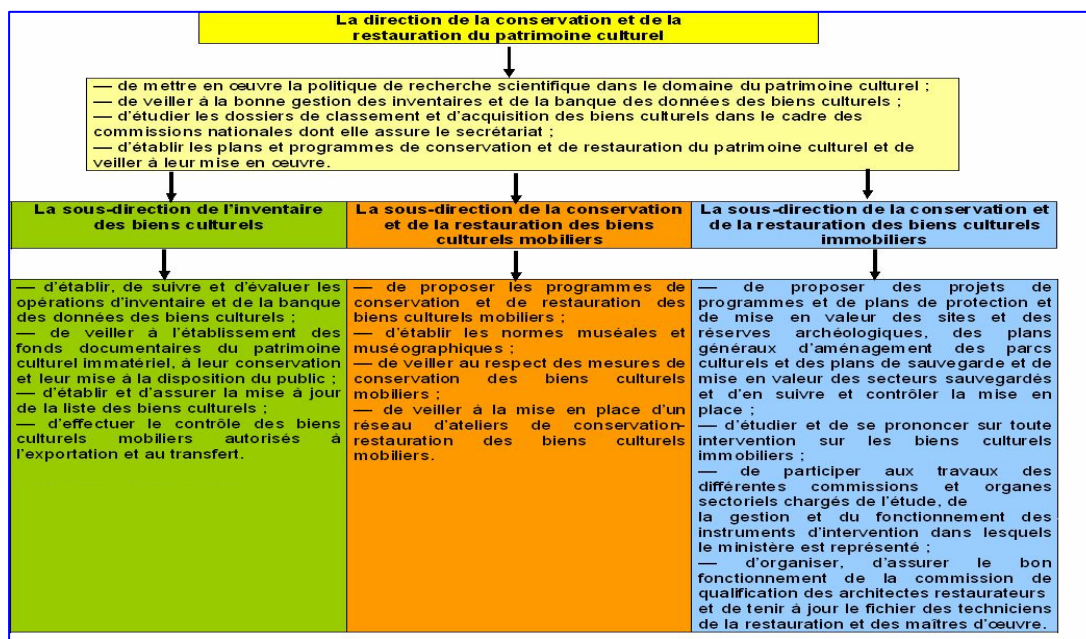 La direction de la conservation et de la
restauration du patrimoine culturel
— de mettre en œuvre la politique de recherche scientifique dans le domaine du patrimoine culturel ;
— de veiller à la bonne gestion des inventaires et de la banque des données des biens culturels ;
— d'étudier les dossiers de classement et d'acquisition des biens culturels dans le cadre des
commissions nationales dont elle assure le secrétariat ;
— d'établir les plans et programmes de conservation et de restauration du patrimoine culturel et de
veiller à leur mise en œuvre.
La sous-direction de l'inventaire
des biens culturels
— d'établir, de suivre et d'évaluer les
opérations d'inventaire et de la banque
des données des biens culturels ;
— de veiller à l'établissement des
fonds documentaires du patrimoine
culturel immatériel, à leur conservation
et leur mise à la disposition du public ;
— d'établir et d'assurer la mise à jour
de la liste des biens culturels ;
— d'effectuer le contrôle des biens
culturels mobiliers autorisés à
l'exportation et au transfert.
La sous-direction de la conservation
et de la restauration des biens
culturels mobiliers
— de proposer les programmes de
conservation et de restauration des
biens culturels mobiliers ;
— d'établir les normes muséales et
muséographiques ;
— de veiller au respect des mesures de
conservation des biens culturels
mobiliers ;
— de veiller à la mise en place d'un
réseau d'ateliers de conservation-
restauration des biens culturels
mobiliers.
La sous-direction de la conservation et
de la restauration des biens culturels
immobiliers
— de proposer des projets de
programmes et de plans de protection et
de mise en valeur des sites et des
réserves archéologiques, des plans
généraux d'aménagement des parcs
culturels et des plans de sauvegarde et de
mise en valeur des secteurs sauvegardés
et d'en suivre et contrôler la mise en
place ;
— d'étudier et de se prononcer sur toute
intervention sur les biens culturels
immobiliers ;
— de participer aux travaux des
différentes commissions et organes
sectoriels chargés de l'étude, de
la gestion et du fonctionnement des
instruments d'intervention dans lesquels
le ministère est représenté ;
— d'organiser, d'assurer le bon
fonctionnement de la commission de
qualification des architectes restaurateurs
et de tenir à jour le fichier des techniciens
de la restauration et des maîtres d'œuvre.